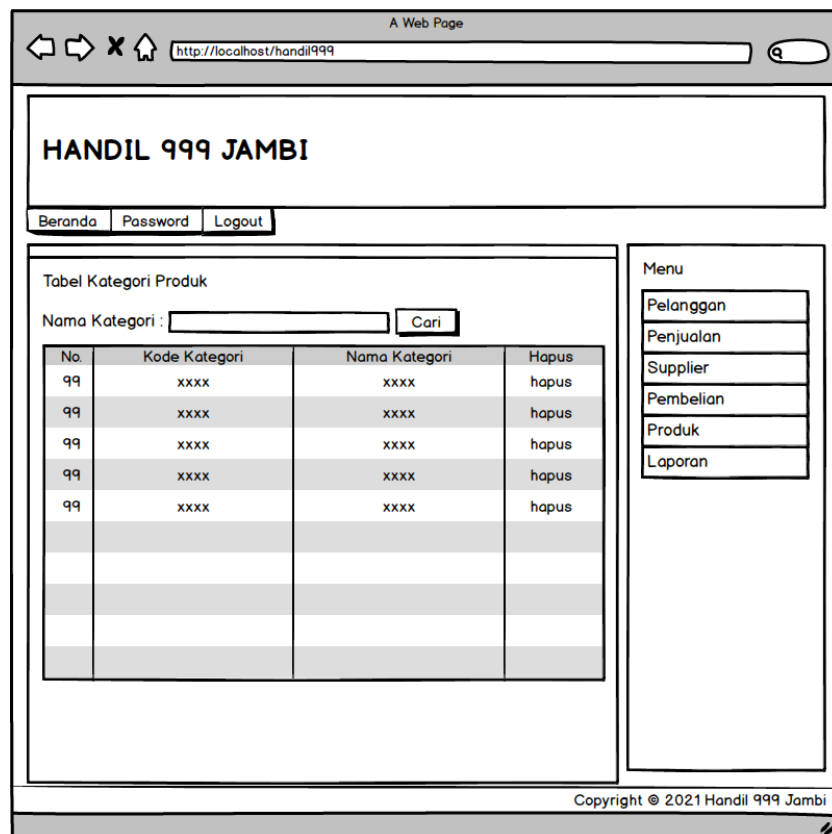 A Web Page
http://localhost/handil999
HANDIL 999 JAMBI
Beranda Password Logout
Tabel Kategori Produk
Nama Kategori : Cari
No. Kode Kategori Nama Kategori Hapus
99 xxxx xxxx hapus
99 xxxx xxxx hapus
99 xxxx xxxx hapus
99 xxxx xxxx hapus
99 xxxx xxxx hapus
Menu
Pelanggan
Penjualan
Supplier
Pembelian
Produk
Laporan
Copyright © 2021 Handil 999 Jambi